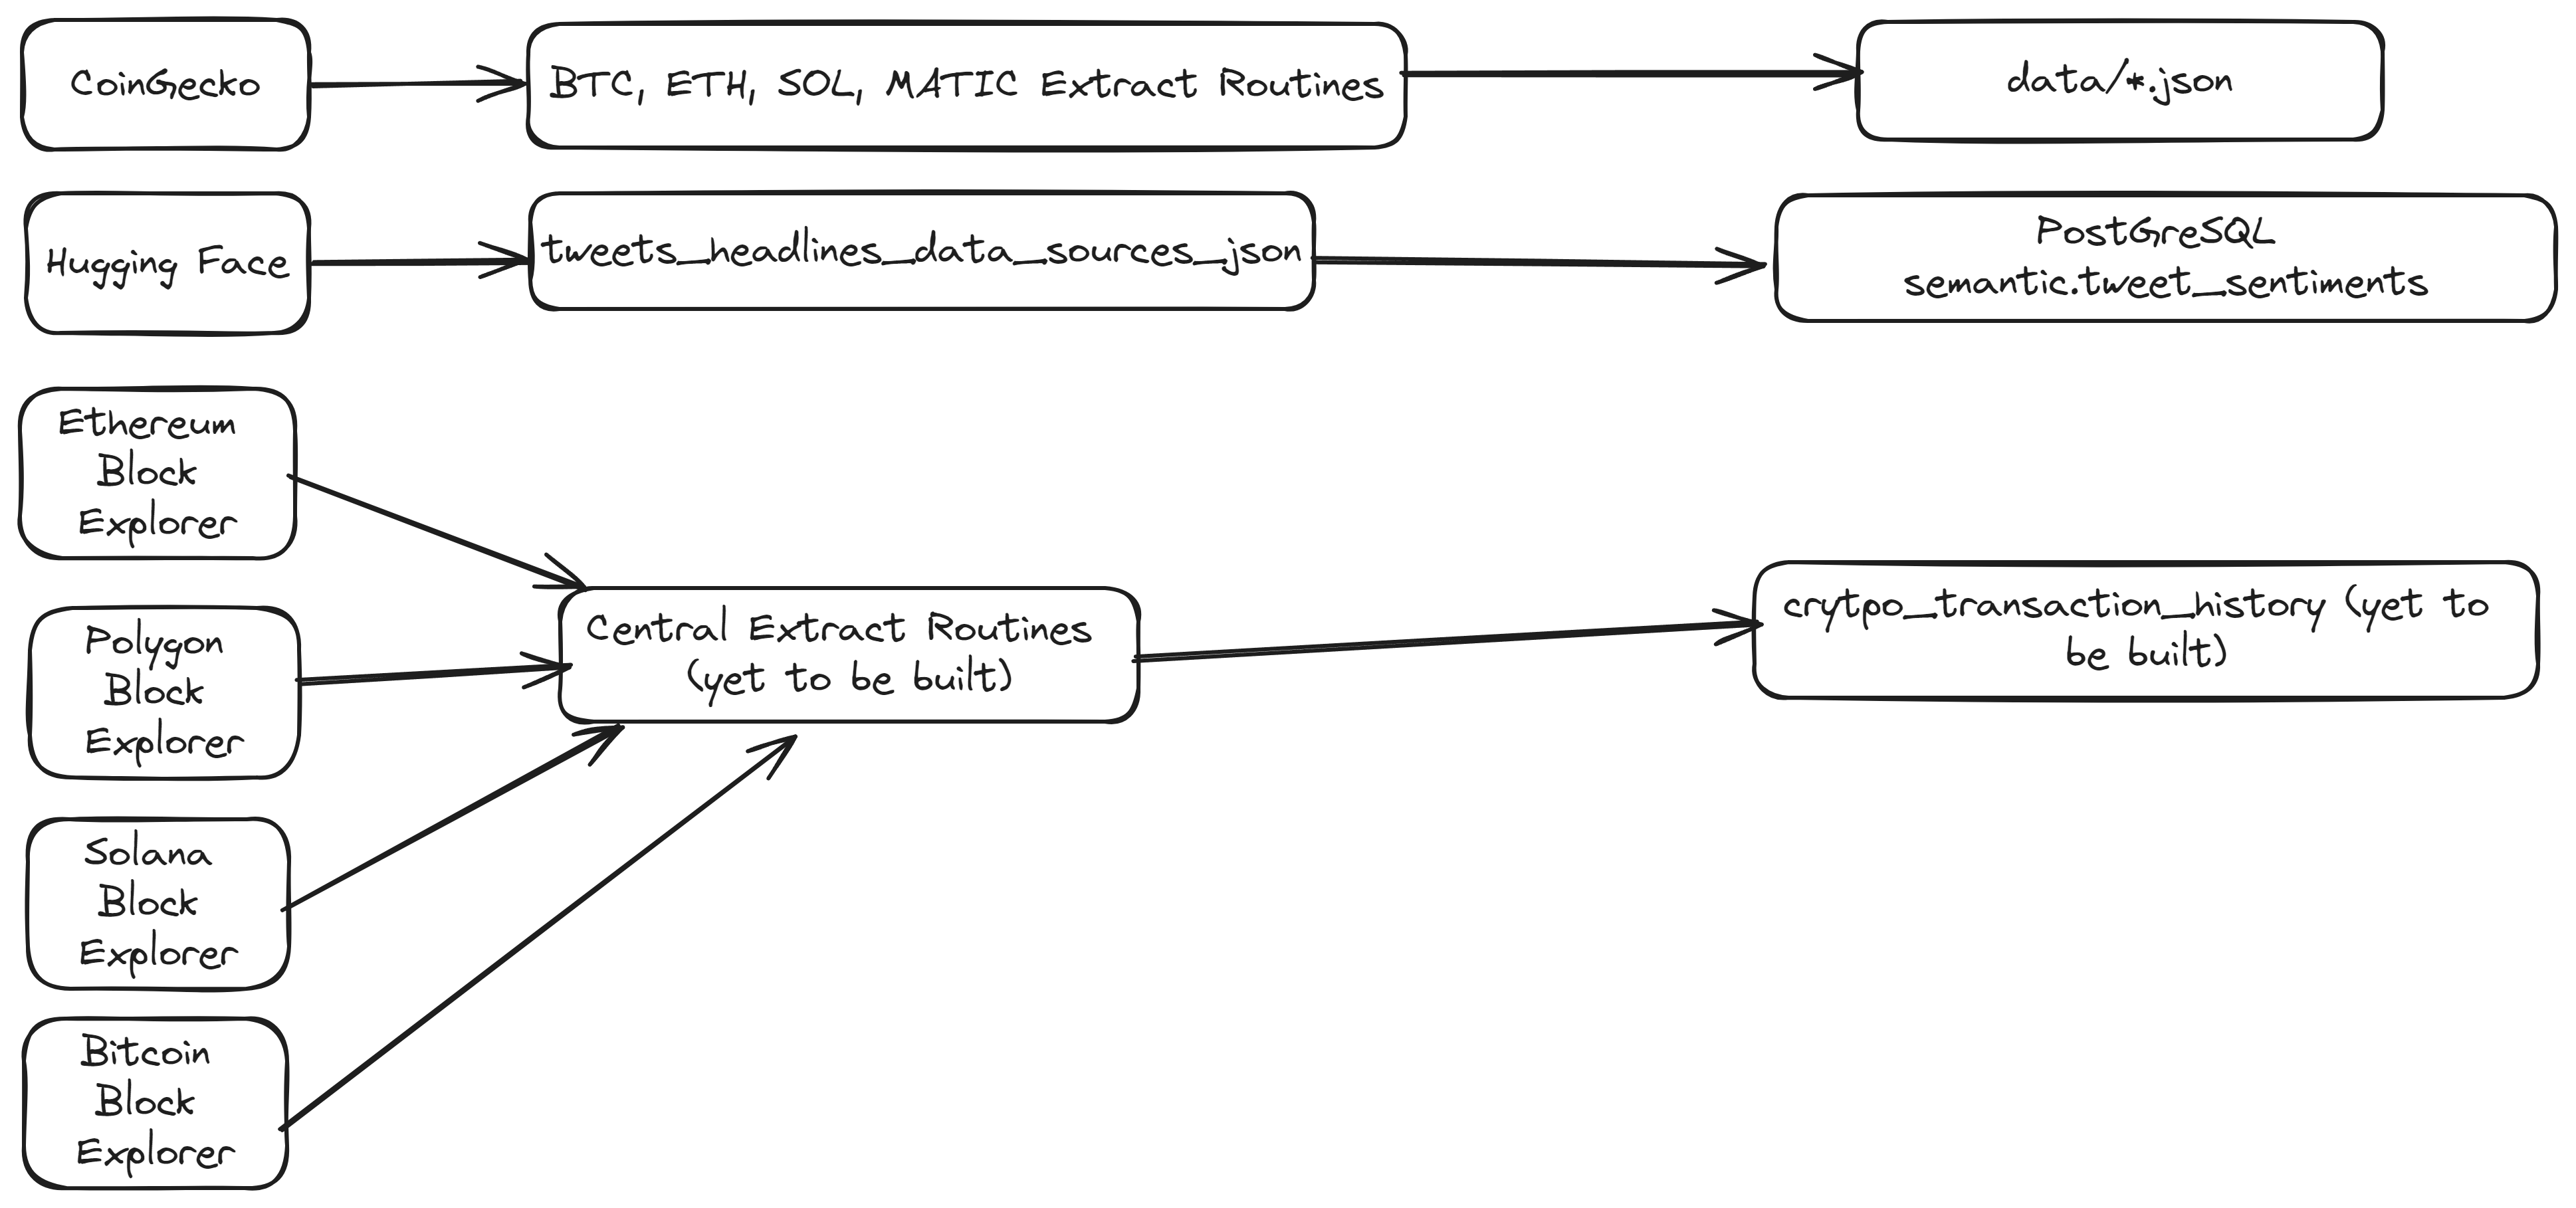 CoinGecko
BTC, ETH, SOL, MATIC Extract Routines
data/*.json
Hugging Face
tweets_headlines_data_sources_json
PostGreSQL
semantic.tweet_sentiments
Ethereum
Block
Explorer
Polygon
Block
Explorer
Central Extract Routines
(yet to be built)
crytpo_transaction_history (yet to
be built)
Solana
Block
Explorer
Bitcoin
Block
Explorer